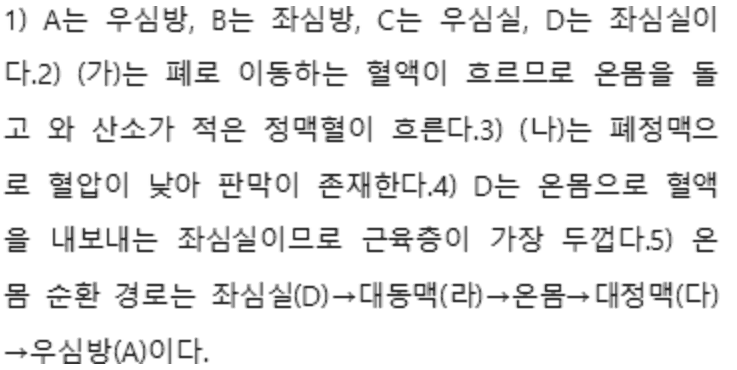 1) A는 우심방, B는 좌심방, C는 우심실, D는 좌심실이
다.2) (가)는 폐로 이동하는 혈액이 흐르므로 온몸을 돌
고 와 산소가 적은 정맥혈이 흐른다.3) (나)는 폐정맥으
로 혈압이 낮아 판막이 존재한다.4) D는 온몸으로 혈액
을 내보내는 좌심실이므로 근육층이 가장 두껍다.5) 온
몸 순환 경로는 좌심실(D)→대동맥(라)→온몸→대정맥(다)
→우심방(A)이다.